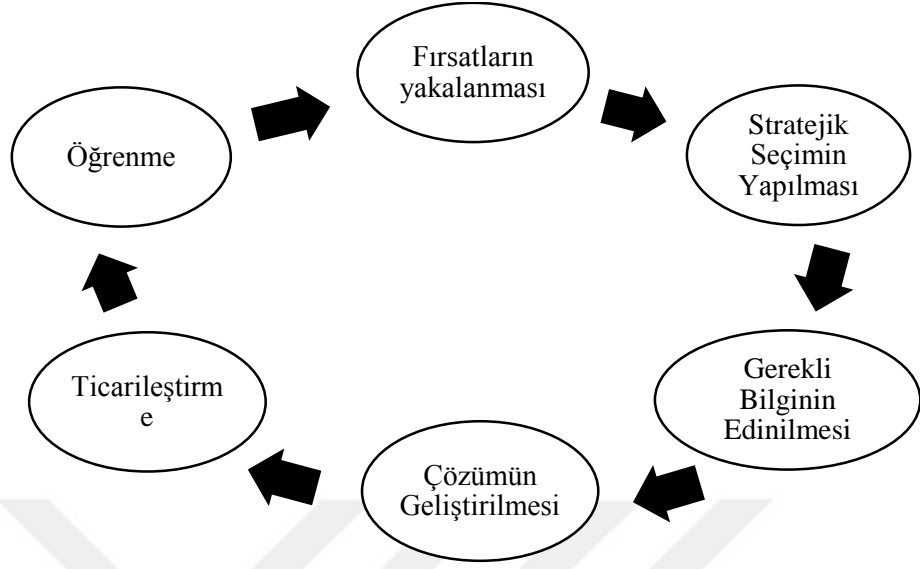 Fırsatların
yakalanması
Stratejik
Seçimin
Yapılması
Gerekli
Bilginin
Edinilmesi
Çözümün
Geliştirilmesi
Ticarileştirm
e
Öğrenme